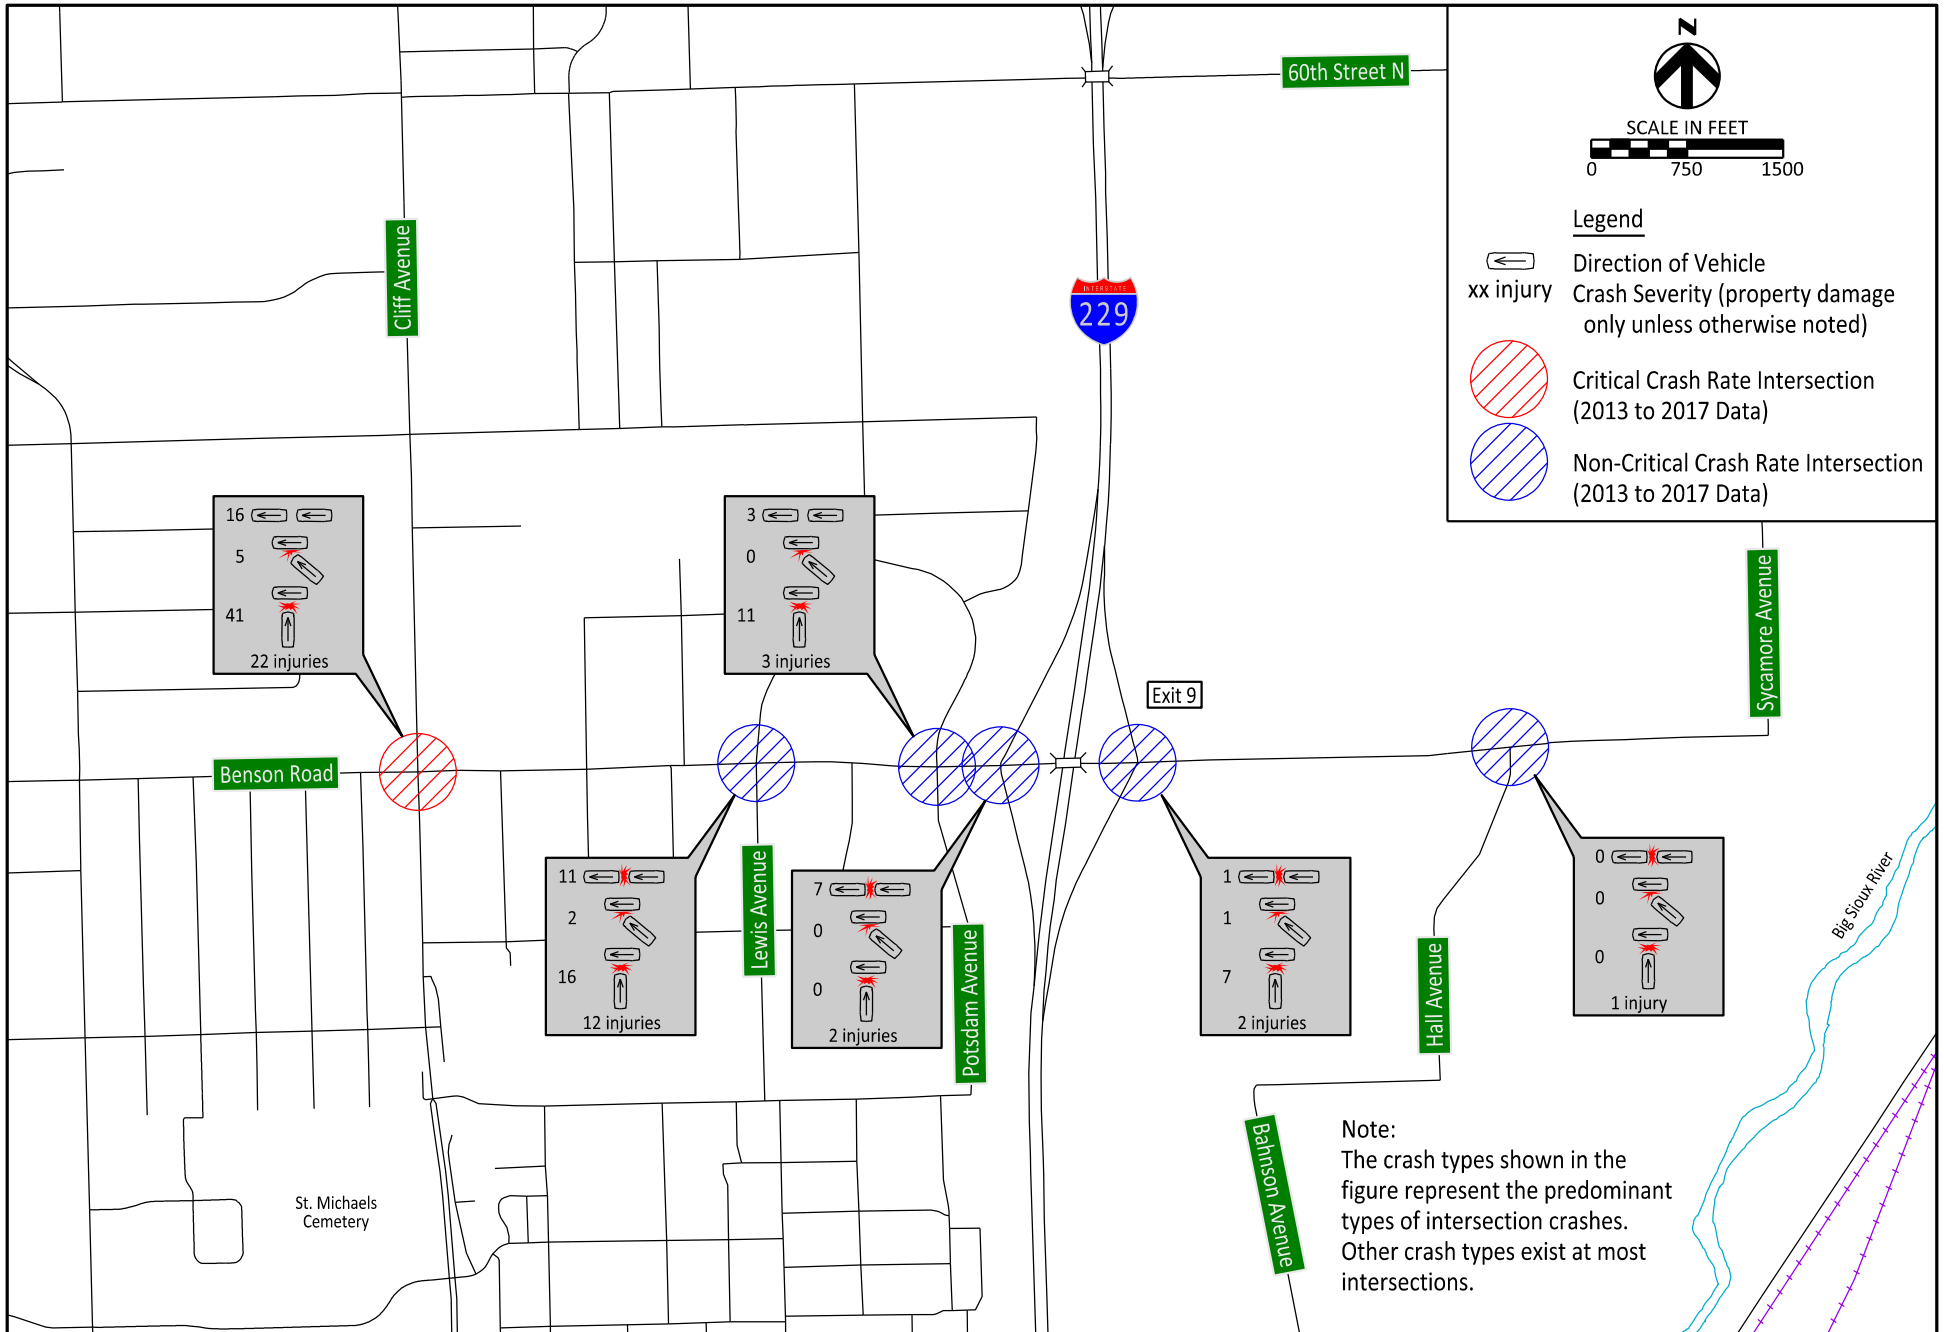 60th Street N
N
SCALE IN FEET
0 750 1500
Legend
Direction of Vehicle
xx injury Crash Severity (property damage
only unless otherwise noted)
Critical Crash Rate Intersection
(2013 to 2017 Data)
Non-Critical Crash Rate Intersection
(2013 to 2017 Data)
Cliff Avenue
INTERSTATE
229
16
5
41
22 injuries
3
0
11
3 injuries
Sycamore Avenue
Exit 9
Benson Road
11
2
16
12 injuries
Lewis Avenue
7
0
0
2 injuries
Potsdam Avenue
1
1
7
2 injuries
Hall Avenue
0
0
0
1 injury
Big Sioux River
Bahnson Avenue
St. Michaels
Cemetery
Note:
The crash types shown in the
figure represent the predominant
types of intersection crashes.
Other crash types exist at most
intersections.